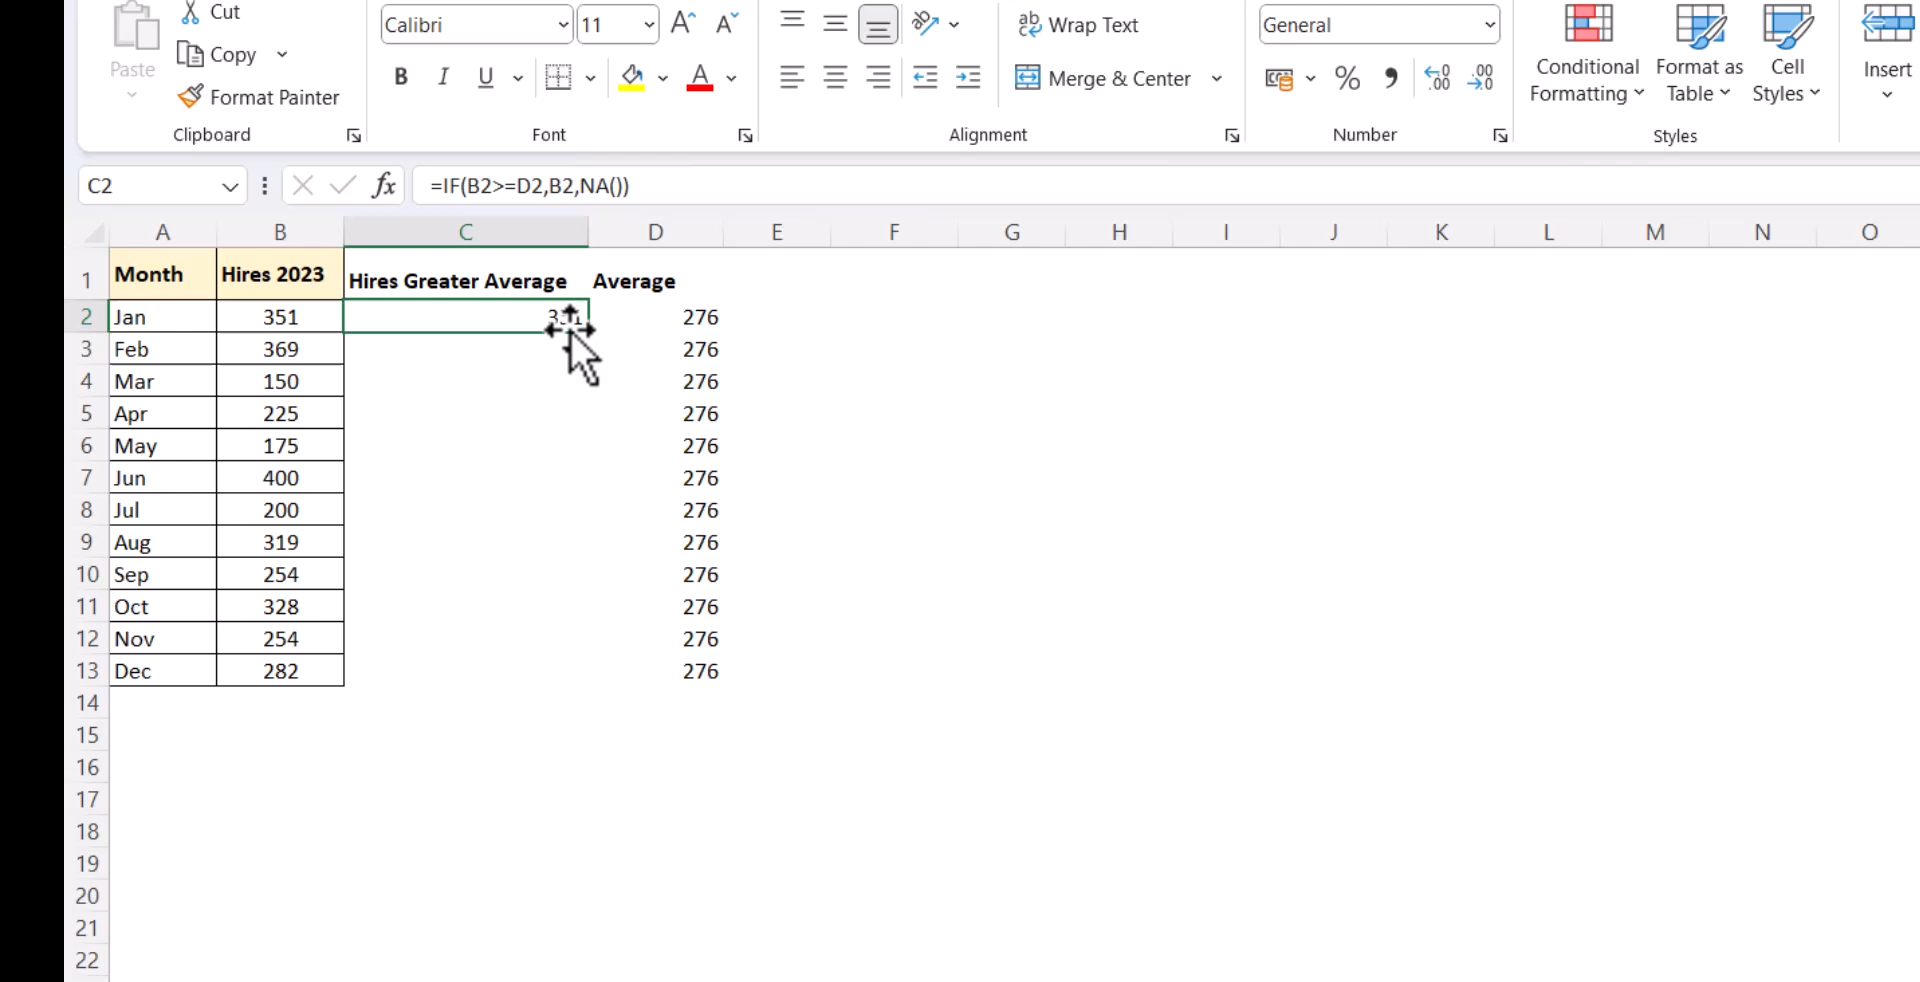 Cut
Calibri 11 A^ A˅ Wrap Text General
Paste Copy
B I U A Merge & Center % Conditional Formatting Format as Table Cell Styles Insert
Format Painter
Clipboard Font Alignment Number Styles
C2 fx =IF(B2>=D2,B2,NA())
A B C D E F G H I J K L M N O
1 Month Hires 2023 Hires Greater Average Average
2 Jan 351 276
3 Feb 369 276
4 Mar 150 276
5 Apr 225 276
6 May 175 276
7 Jun 400 276
8 Jul 200 276
9 Aug 319 276
10 Sep 254 276
11 Oct 328 276
12 Nov 254 276
13 Dec 282 276
14
15
16
17
18
19
20
21
22